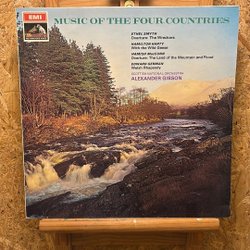 EMI
MUSIC OF THE FOUR COUNTRIES
ETHEL SMYTH
Overture: The Wreckers
HAMILTON HARTY
With the Wild Geese
HAMISH MacCUNN
Overture: The Land of the Mountain and Flood
EDWARD GERMAN
Welsh Rhapsody
SCOTTISH NATIONAL ORCHESTRA
ALEXANDER GIBSON